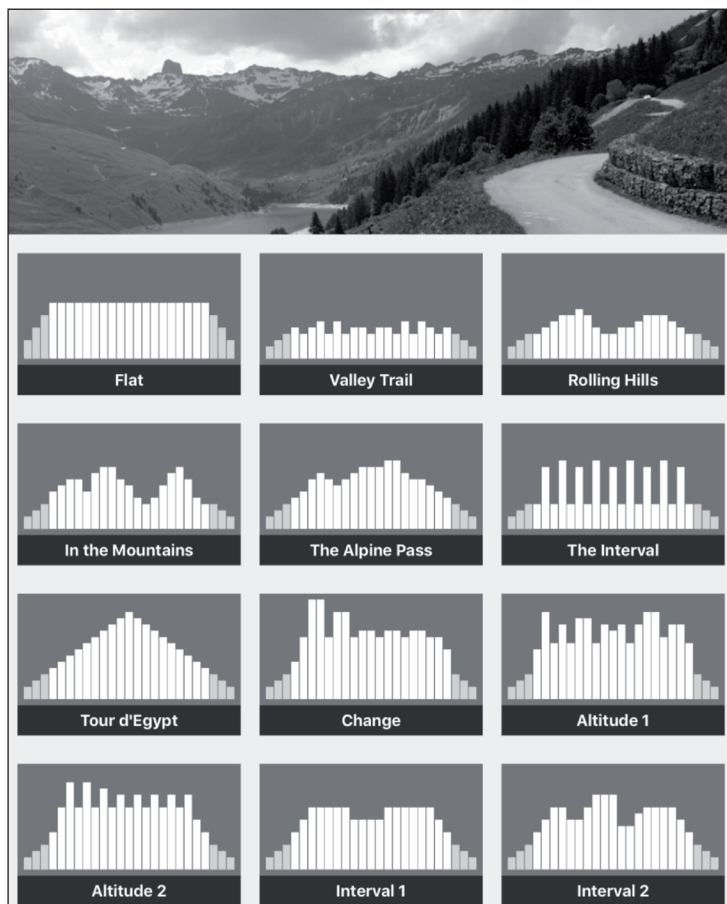 Flat
Valley Trail
Rolling Hills
In the Mountains
The Alpine Pass
The Interval
Tour d'Egypt
Change
Altitude 1
Altitude 2
Interval 1
Interval 2